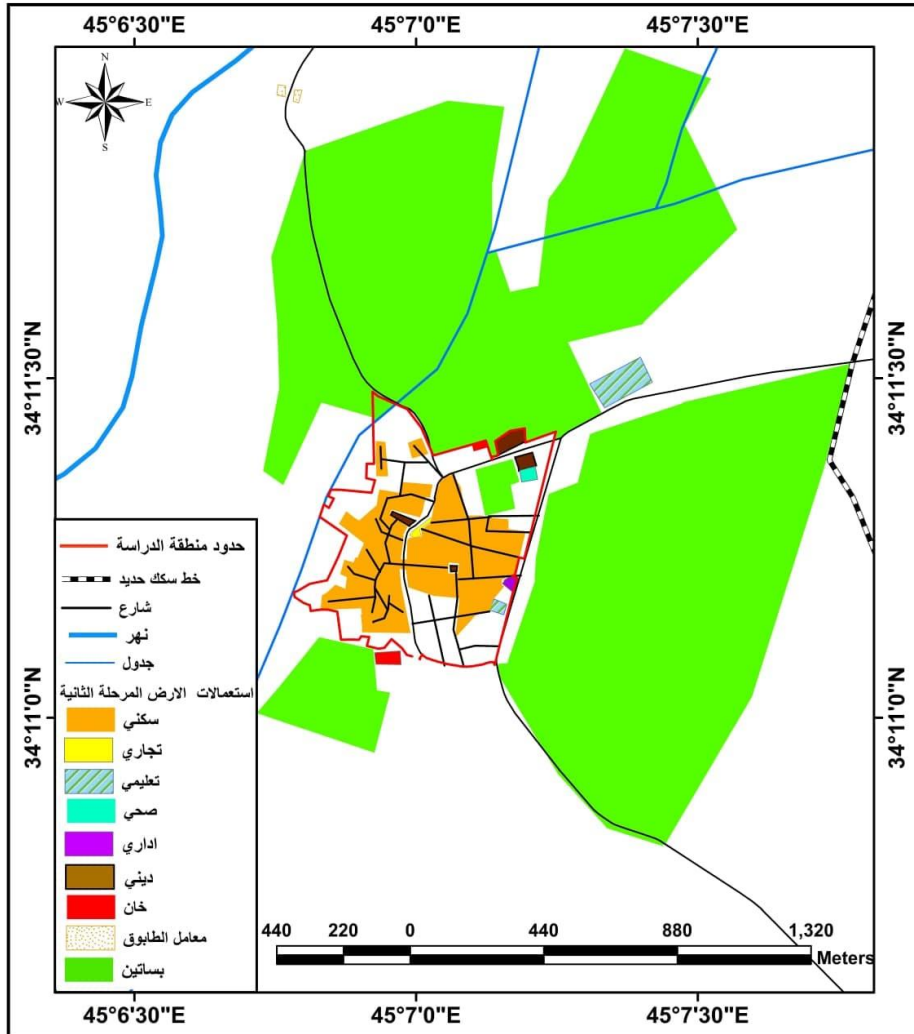 45°6'30"E 45°7'0"E 45°7'30"E
N
W E
S
34°11'30"N 34°11'30"N
34°11'0"N 34°11'0"N
حدود منطقة الدراسة
خط سكك حديد
شارع
نهر
جدول
استعمالات الارض المرحلة الثانية
سكني
تجاري
تعليمي
صحي
اداري
ديني
خان
معامل الطابوق
بساتين
440 220 0 440 880 1,320
Meters
45°6'30"E 45°7'0"E 45°7'30"E